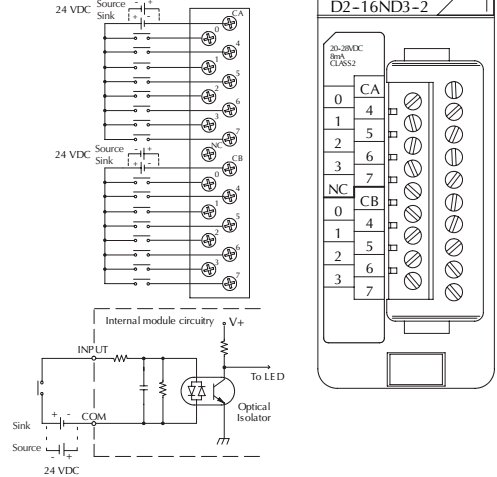 Source - +
24 VDC
Sink + -
CA
0
4
1
5
2
6
3
7
NC
24 VDC Source - +
Sink + -
CB
0
4
1
5
2
6
3
7
Internal module circuitry V+
INPUT
To LED
Optical
Isolator
COM
Sink + -
Source - +
24 VDC
D2-16ND3-2
20-28VDC
8mA
CLASS2
CA
0
4
1
5
2
6
3
7
NC
CB
0
4
1
5
2
6
3
7